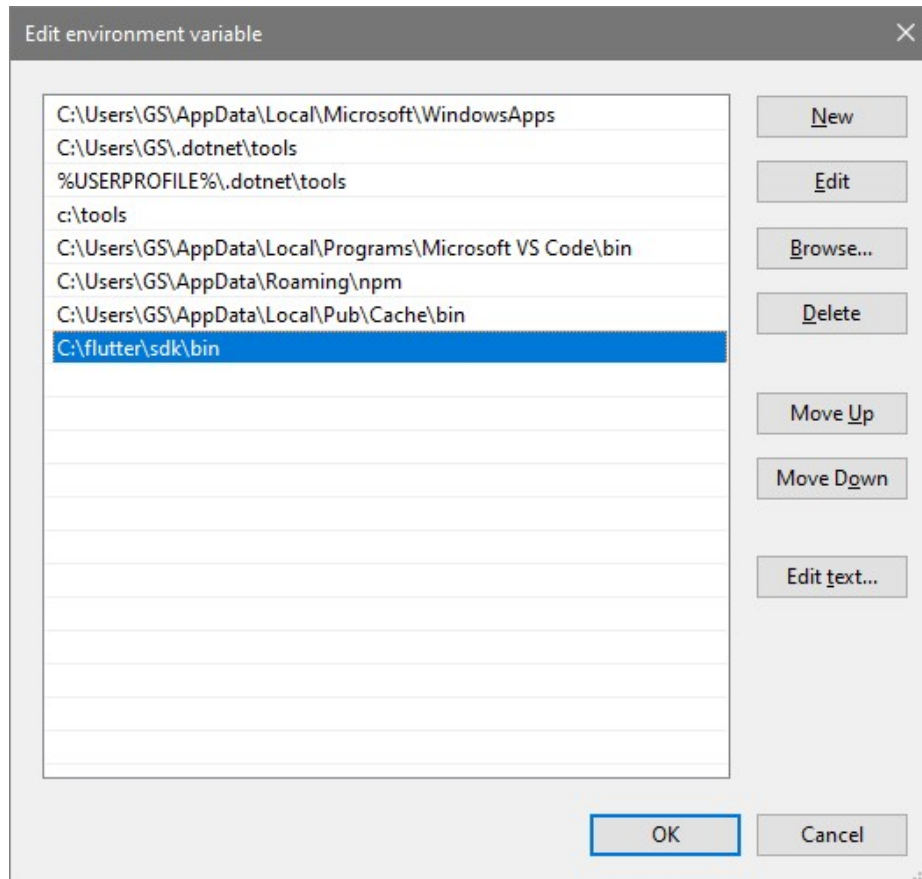 Edit environment variable
C:\Users\GS\AppData\Local\Microsoft\WindowsApps
C:\Users\GS\.dotnet\tools
%USERPROFILE%\.dotnet\tools
c:\tools
C:\Users\GS\AppData\Local\Programs\Microsoft VS Code\bin
C:\Users\GS\AppData\Roaming\npm
C:\Users\GS\AppData\Local\Pub\Cache\bin
C:\flutter\sdk\bin
New
Edit
Browse...
Delete
Move Up
Move Down
Edit text...
OK
Cancel